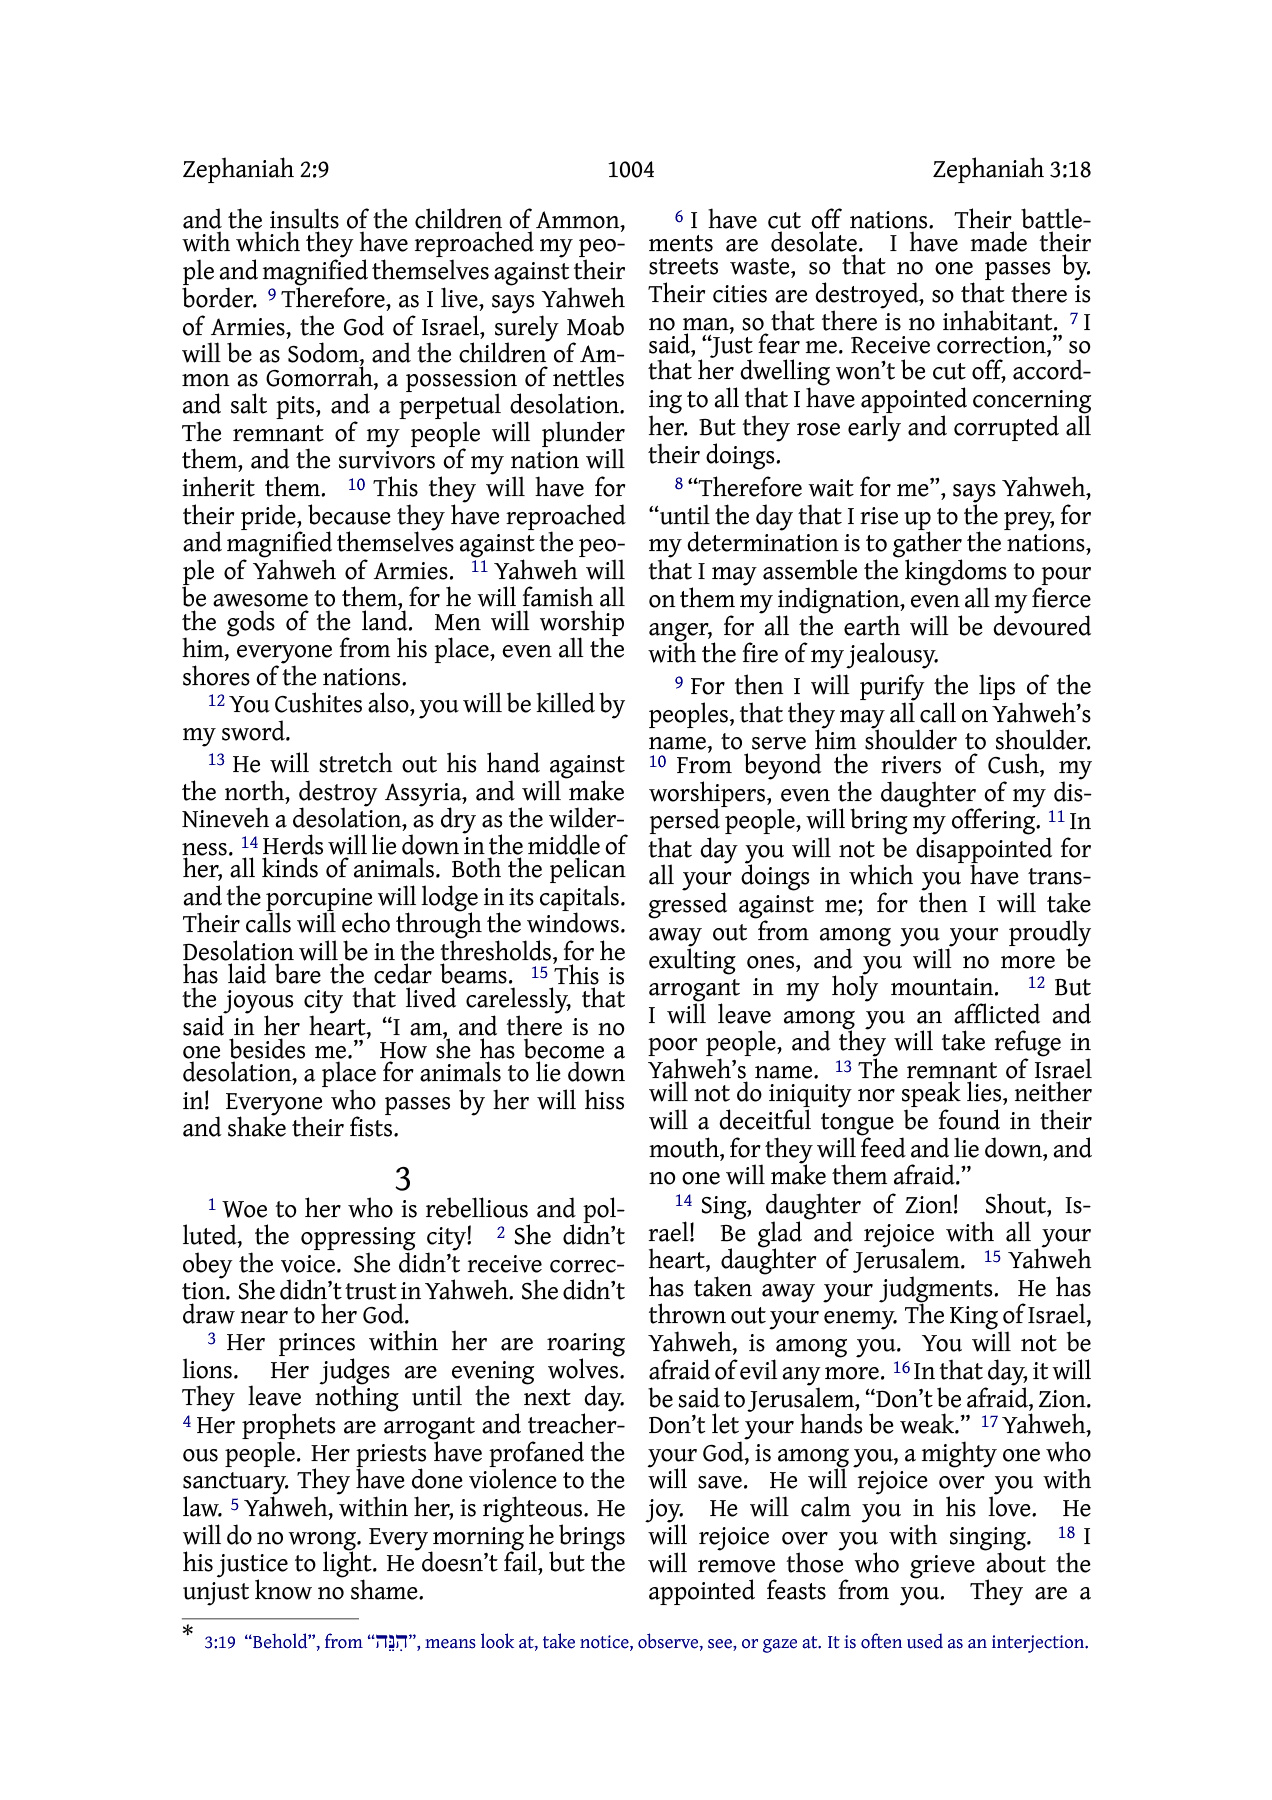 Zephaniah 2:9 1004 Zephaniah 3:18
and the insults of the children of Ammon,
with which they have reproached my peo-
ple and magnified themselves against their
border. 9 Therefore, as I live, says Yahweh
of Armies, the God of Israel, surely Moab
will be as Sodom, and the children of Am-
mon as Gomorrah, a possession of nettles
and salt pits, and a perpetual desolation.
The remnant of my people will plunder
them, and the survivors of my nation will
inherit them. 10 This they will have for
their pride, because they have reproached
and magnified themselves against the peo-
ple of Yahweh of Armies. 11 Yahweh will
be awesome to them, for he will famish all
the gods of the land. Men will worship
him, everyone from his place, even all the
shores of the nations.
12 You Cushites also, you will be killed by
my sword.
13 He will stretch out his hand against
the north, destroy Assyria, and will make
Nineveh a desolation, as dry as the wilder-
ness. 14 Herds will lie down in the middle of
her, all kinds of animals. Both the pelican
and the porcupine will lodge in its capitals.
Their calls will echo through the windows.
Desolation will be in the thresholds, for he
has laid bare the cedar beams. 15 This is
the joyous city that lived carelessly, that
said in her heart, “I am, and there is no
one besides me.” How she has become a
desolation, a place for animals to lie down
in! Everyone who passes by her will hiss
and shake their fists.
3
1 Woe to her who is rebellious and pol-
luted, the oppressing city! 2 She didn’t
obey the voice. She didn’t receive correc-
tion. She didn’t trust in Yahweh. She didn’t
draw near to her God.
3 Her princes within her are roaring
lions. Her judges are evening wolves.
They leave nothing until the next day.
4 Her prophets are arrogant and treacher-
ous people. Her priests have profaned the
sanctuary. They have done violence to the
law. 5 Yahweh, within her, is righteous. He
will do no wrong. Every morning he brings
his justice to light. He doesn’t fail, but the
unjust know no shame.
6 I have cut off nations. Their battle-
ments are desolate. I have made their
streets waste, so that no one passes by.
Their cities are destroyed, so that there is
no man, so that there is no inhabitant. 7 I
said, “Just fear me. Receive correction,” so
that her dwelling won’t be cut off, accord-
ing to all that I have appointed concerning
her. But they rose early and corrupted all
their doings.
8 “Therefore wait for me”, says Yahweh,
“until the day that I rise up to the prey, for
my determination is to gather the nations,
that I may assemble the kingdoms to pour
on them my indignation, even all my fierce
anger, for all the earth will be devoured
with the fire of my jealousy.
9 For then I will purify the lips of the
peoples, that they may all call on Yahweh’s
name, to serve him shoulder to shoulder.
10 From beyond the rivers of Cush, my
worshipers, even the daughter of my dis-
persed people, will bring my offering. 11 In
that day you will not be disappointed for
all your doings in which you have trans-
gressed against me; for then I will take
away out from among you your proudly
exulting ones, and you will no more be
arrogant in my holy mountain. 12 But
I will leave among you an afflicted and
poor people, and they will take refuge in
Yahweh’s name. 13 The remnant of Israel
will not do iniquity nor speak lies, neither
will a deceitful tongue be found in their
mouth, for they will feed and lie down, and
no one will make them afraid.”
14 Sing, daughter of Zion! Shout, Is-
rael! Be glad and rejoice with all your
heart, daughter of Jerusalem. 15 Yahweh
has taken away your judgments. He has
thrown out your enemy. The King of Israel,
Yahweh, is among you. You will not be
afraid of evil any more. 16 In that day, it will
be said to Jerusalem, “Don’t be afraid, Zion.
Don’t let your hands be weak.” 17 Yahweh,
your God, is among you, a mighty one who
will save. He will rejoice over you with
joy. He will calm you in his love. He
will rejoice over you with singing. 18 I
will remove those who grieve about the
appointed feasts from you. They are a
* 3:19 “Behold”, from “הִנֵּה”, means look at, take notice, observe, see, or gaze at. It is often used as an interjection.